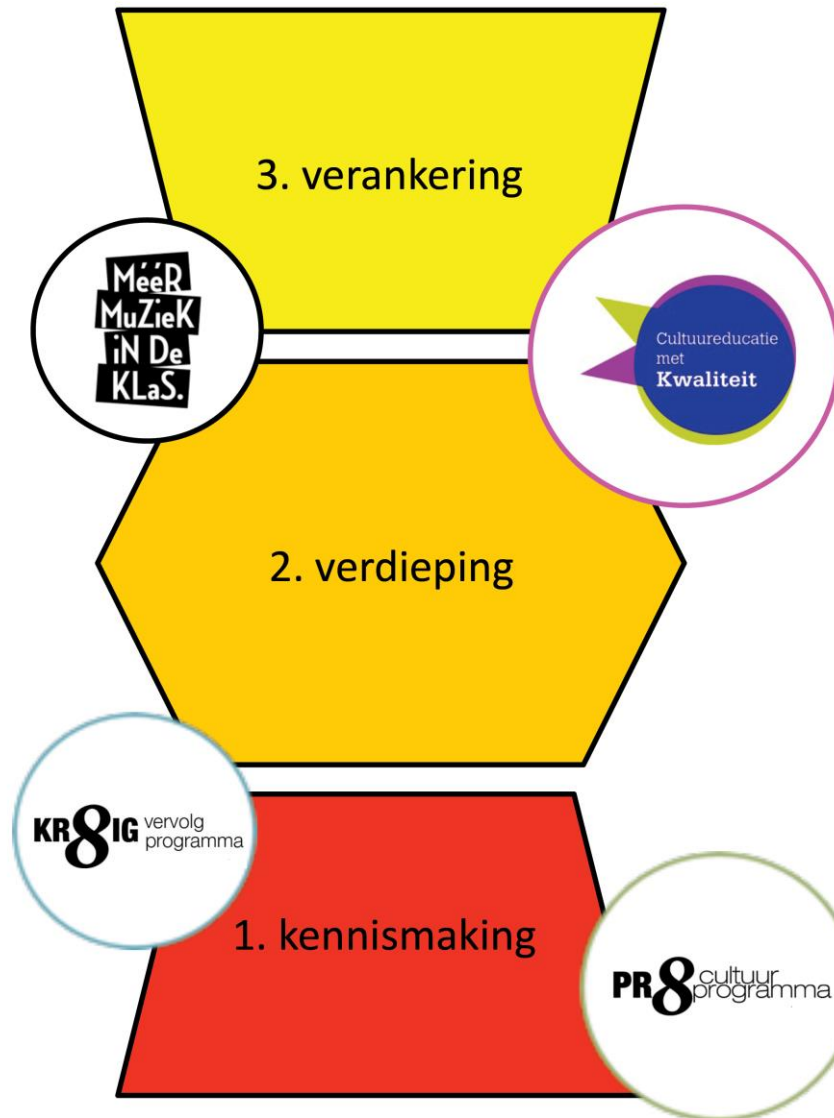 3. verankering
MééR
MuZieK
iN De
KLaS.
Cultuureducatie
met
Kwaliteit
2. verdieping
KR8IG vervolg
programma
1. kennismaking
PR8 cultuur
programma